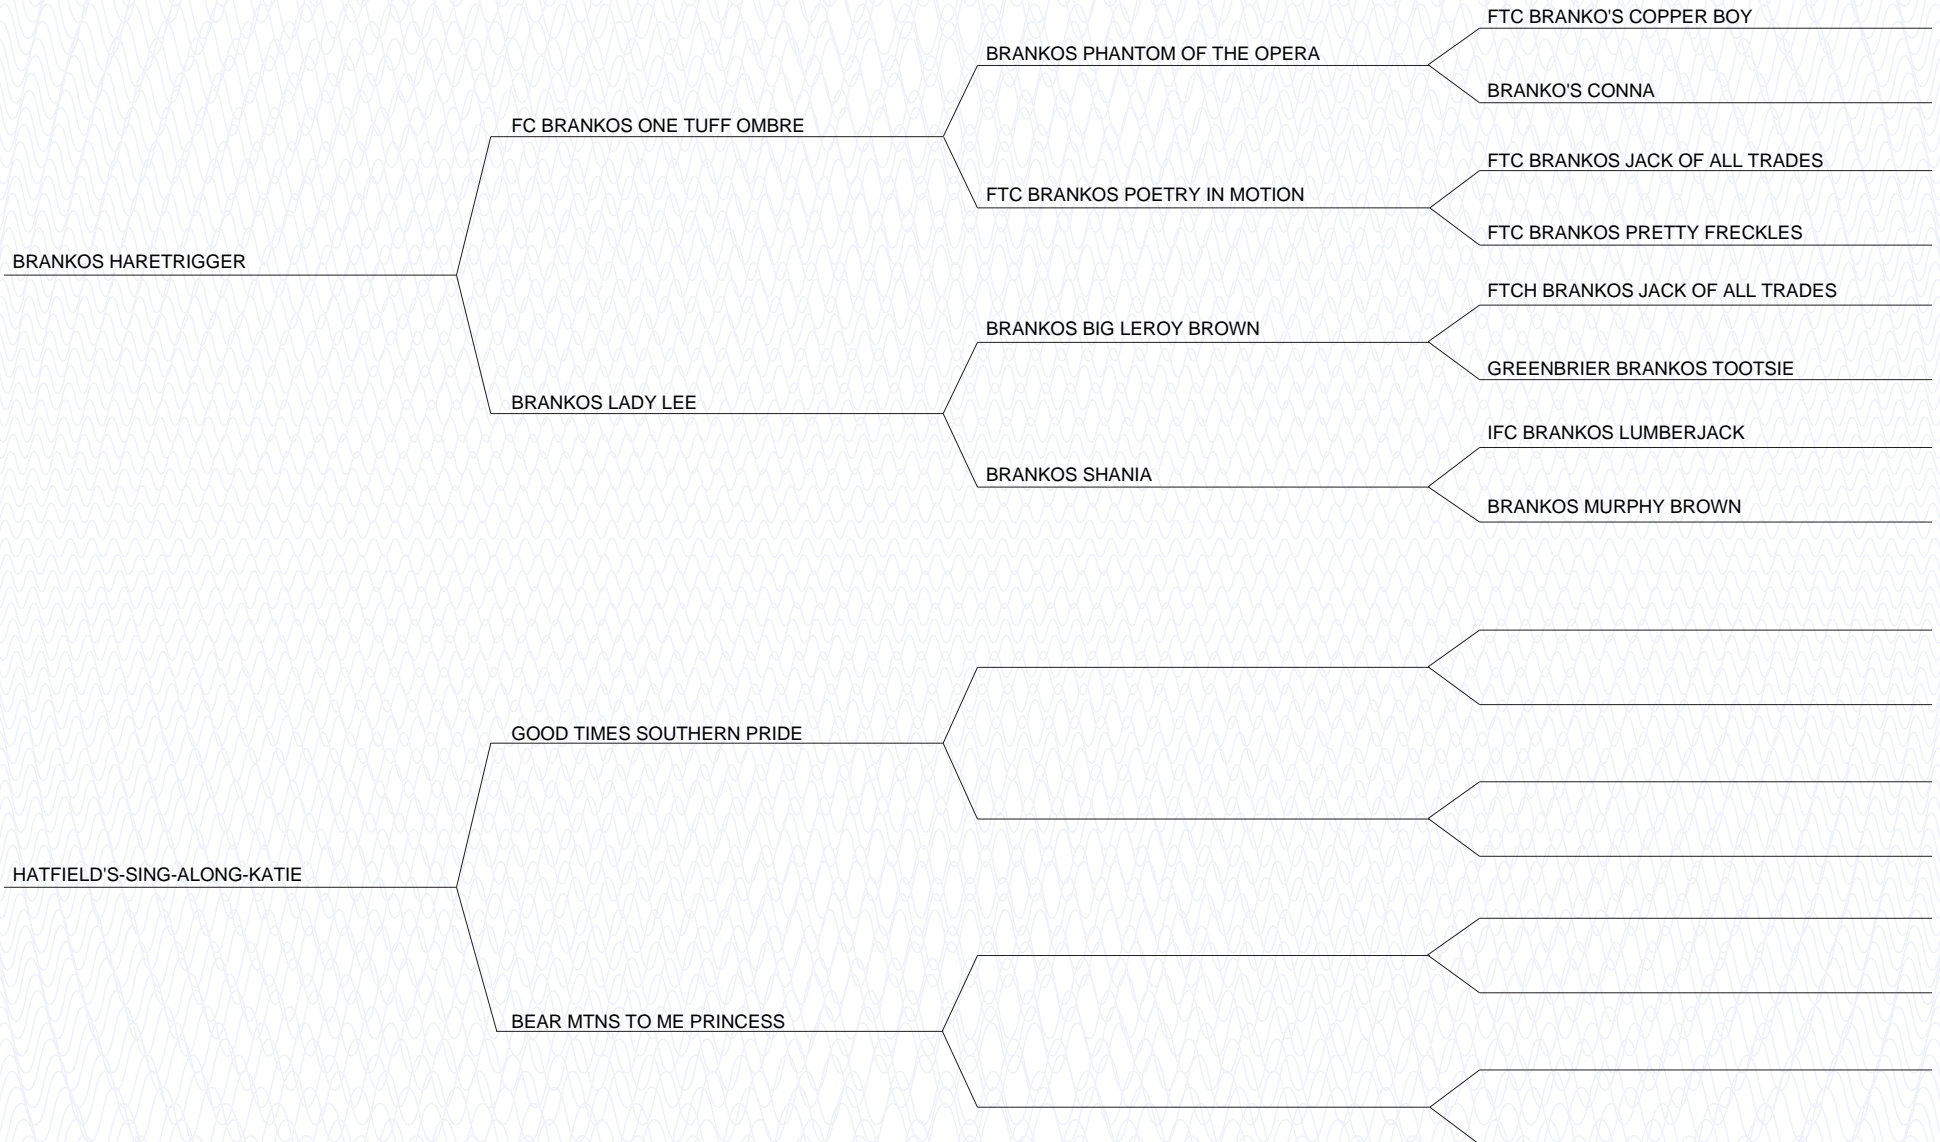 FTC BRANKO'S COPPER BOY
BRANKOS PHANTOM OF THE OPERA
BRANKO'S CONNA
FC BRANKOS ONE TUFF OMBRE
FTC BRANKOS JACK OF ALL TRADES
FTC BRANKOS POETRY IN MOTION
FTC BRANKOS PRETTY FRECKLES
BRANKOS HARETRIGGER
FTCH BRANKOS JACK OF ALL TRADES
BRANKOS BIG LEROY BROWN
GREENBRIER BRANKOS TOOTSIE
BRANKOS LADY LEE
IFC BRANKOS LUMBERJACK
BRANKOS SHANIA
BRANKOS MURPHY BROWN
GOOD TIMES SOUTHERN PRIDE
HATFIELD'S-SING-ALONG-KATIE
BEAR MTNS TO ME PRINCESS